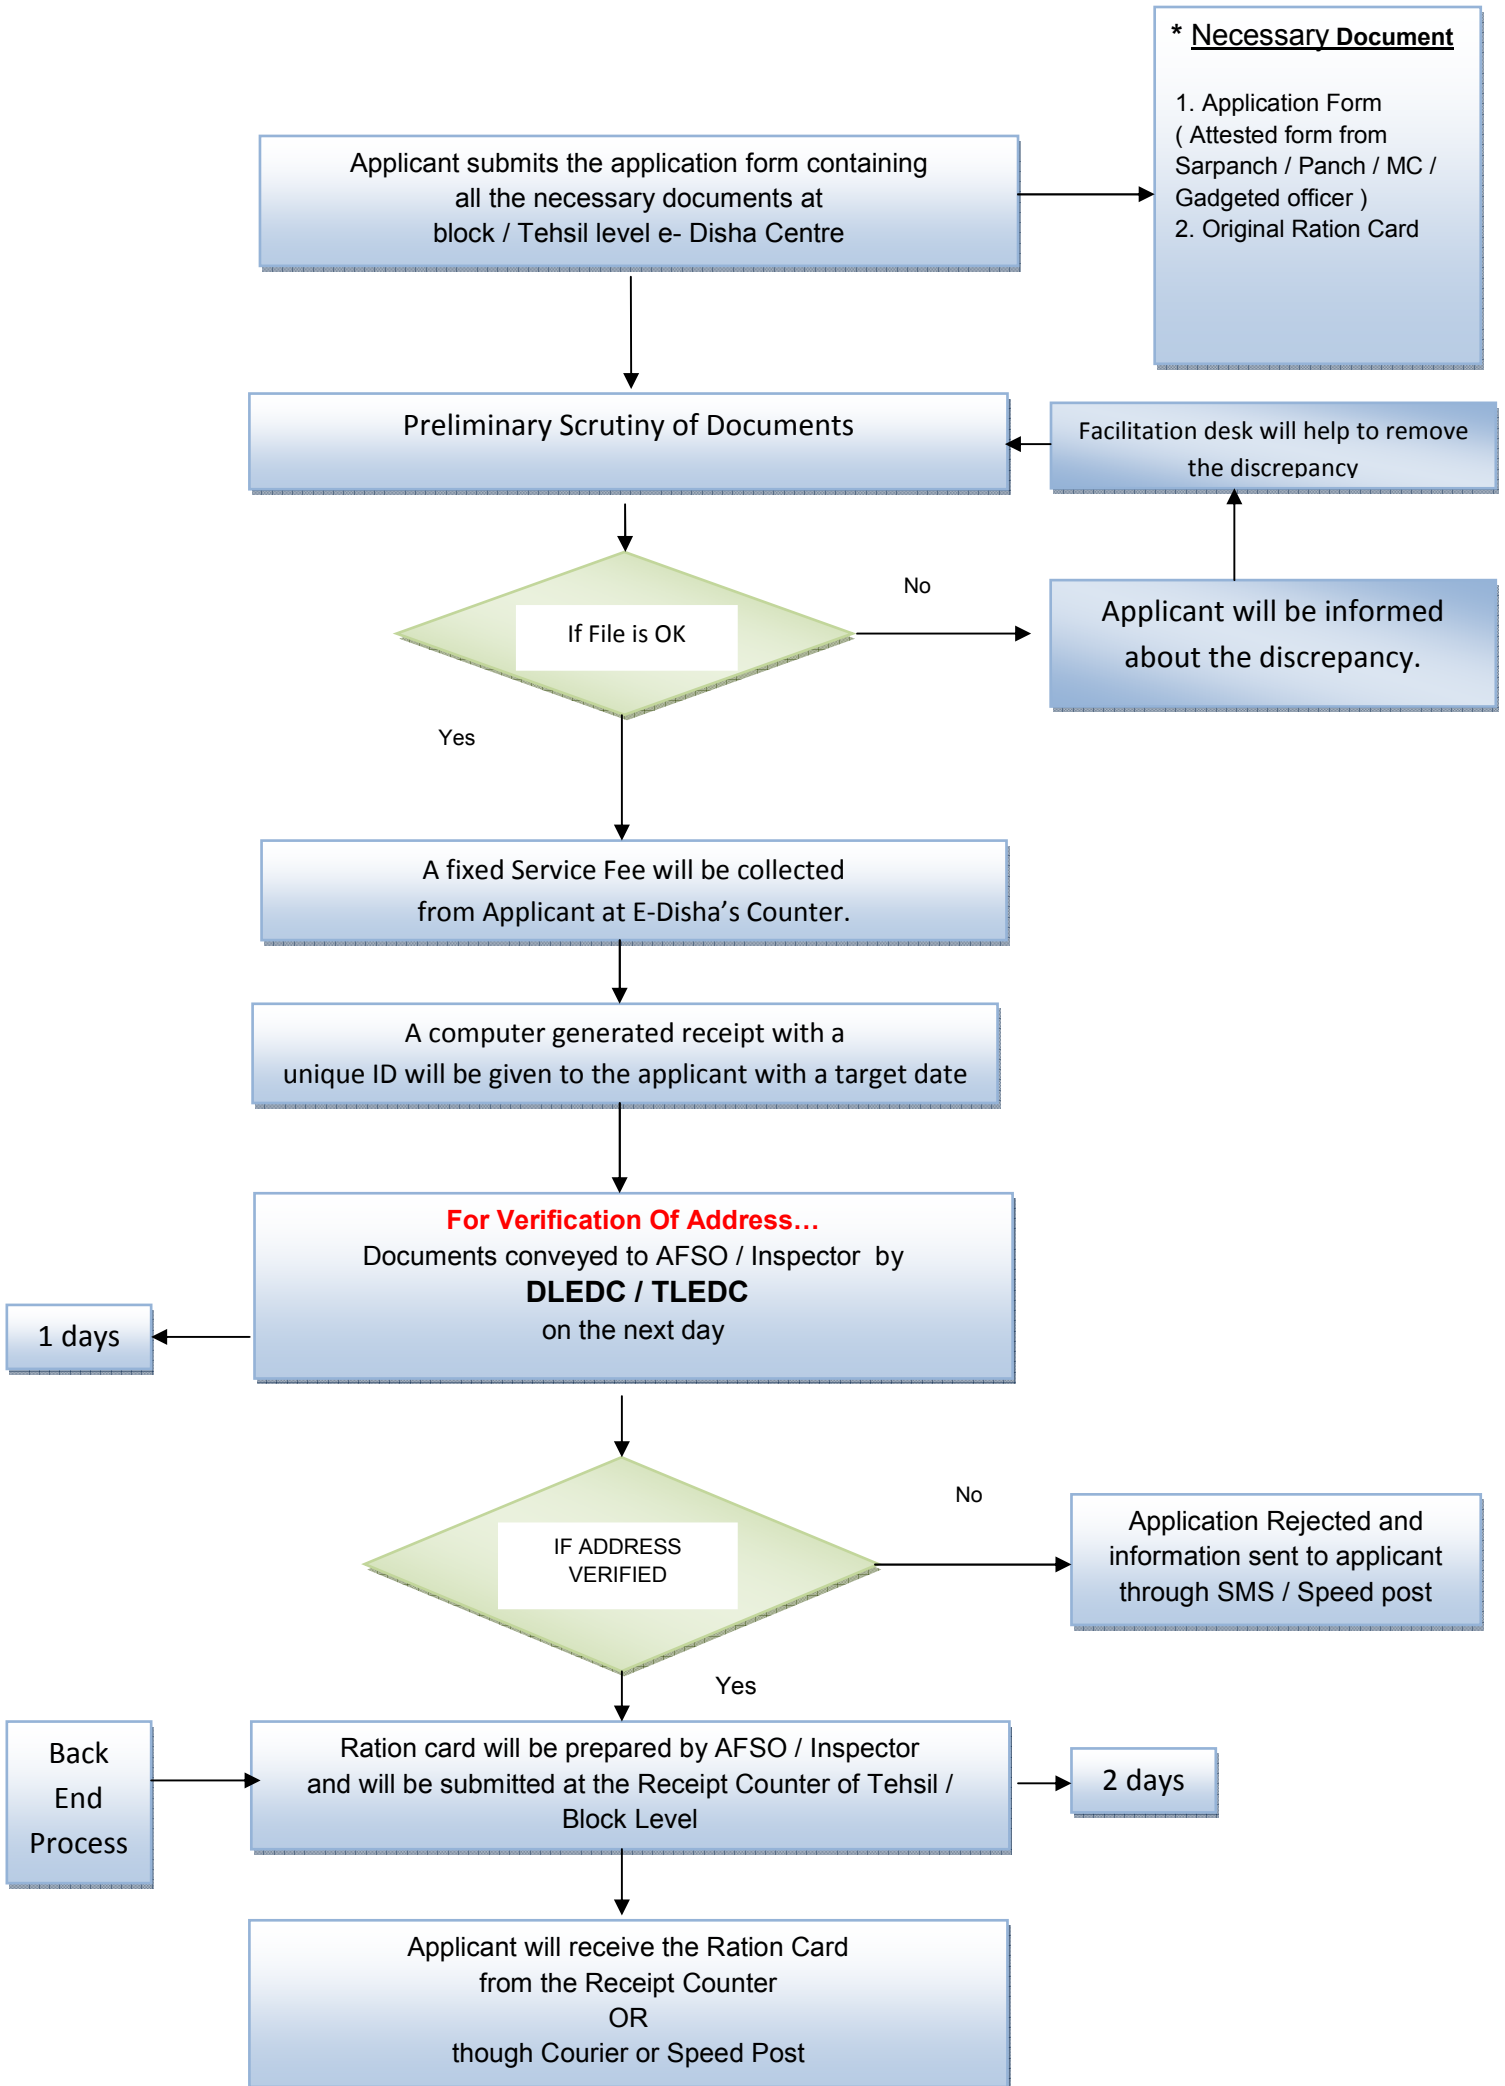 * Necessary Document
1. Application Form
( Attested form from
Sarpanch / Panch / MC /
Gadgeted officer )
2. Original Ration Card
Applicant submits the application form containing
all the necessary documents at
block / Tehsil level e- Disha Centre
Preliminary Scrutiny of Documents
Facilitation desk will help to remove
the discrepancy
If File is OK
No
Applicant will be informed
about the discrepancy.
Yes
A fixed Service Fee will be collected
from Applicant at E-Disha’s Counter.
A computer generated receipt with a
unique ID will be given to the applicant with a target date
For Verification Of Address…
Documents conveyed to AFSO / Inspector by
DLEDC / TLEDC
on the next day
1 days
IF ADDRESS
VERIFIED
No
Application Rejected and
information sent to applicant
through SMS / Speed post
Yes
Back
End
Process
Ration card will be prepared by AFSO / Inspector
and will be submitted at the Receipt Counter of Tehsil /
Block Level
2 days
Applicant will receive the Ration Card
from the Receipt Counter
OR
though Courier or Speed Post